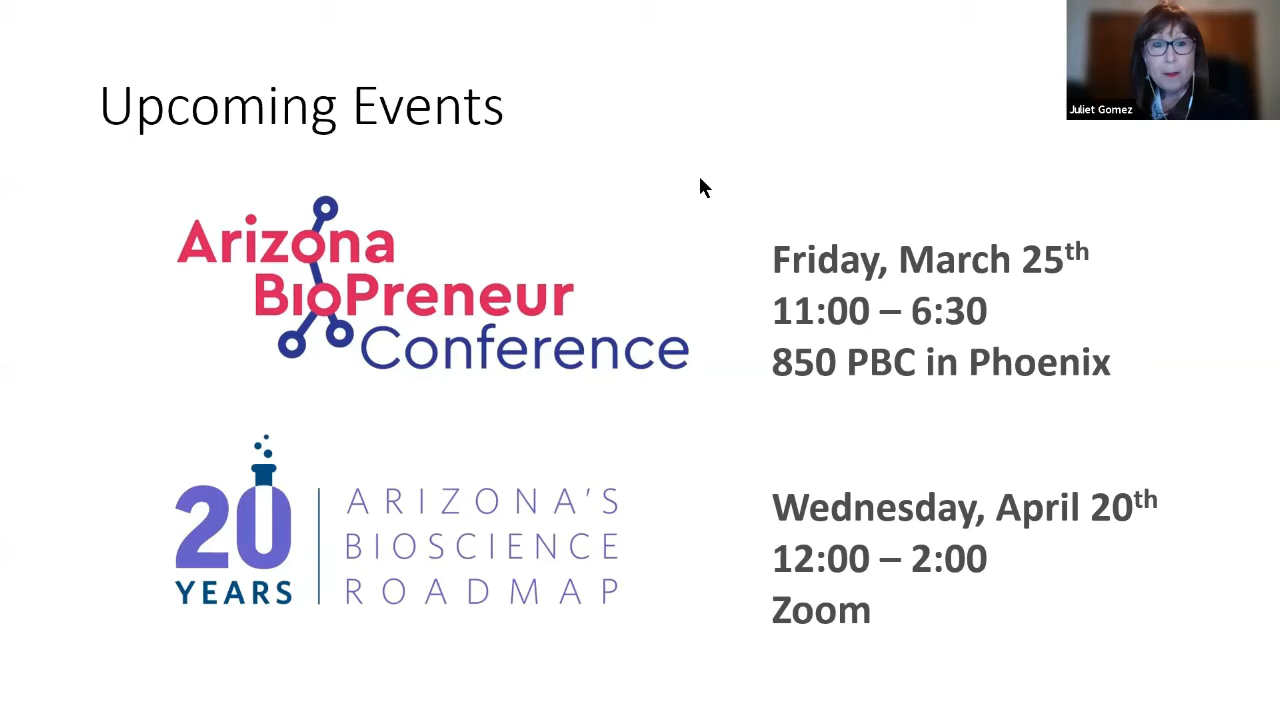 Upcoming Events
Juliet Gomez
Arizona
BioPreneur
Conference
Friday, March 25th
11:00 – 6:30
850 PBC in Phoenix
20
YEARS
ARIZONA'S
BIOSCIENCE
ROADMAP
Wednesday, April 20th
12:00 – 2:00
Zoom